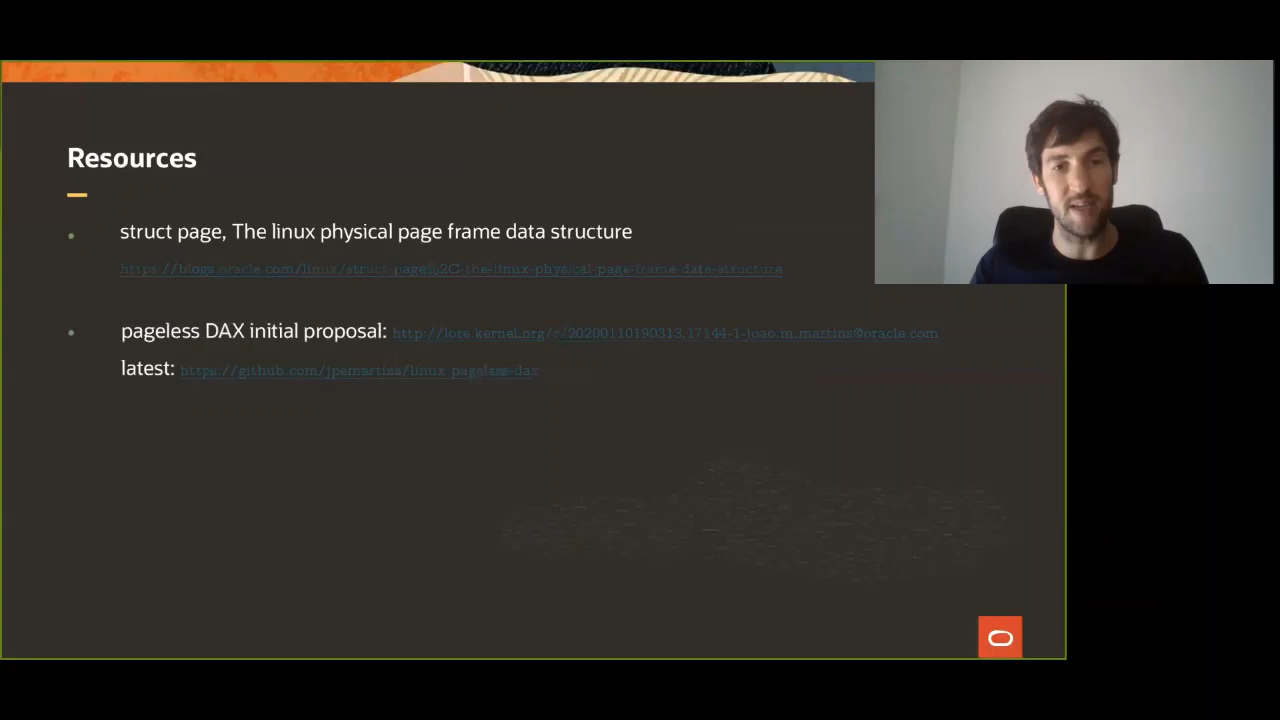 Resources
struct page, The linux physical page frame data structure
https://blogs.oracle.com/linux/struct-page%2C-the-linux-physical-page-frame-data-structure
pageless DAX initial proposal: http://lore.kernel.org/r/20200110190313.17144-1-joao.m.martins@oracle.com
latest: https://github.com/jpemartins/linux pageless-dax